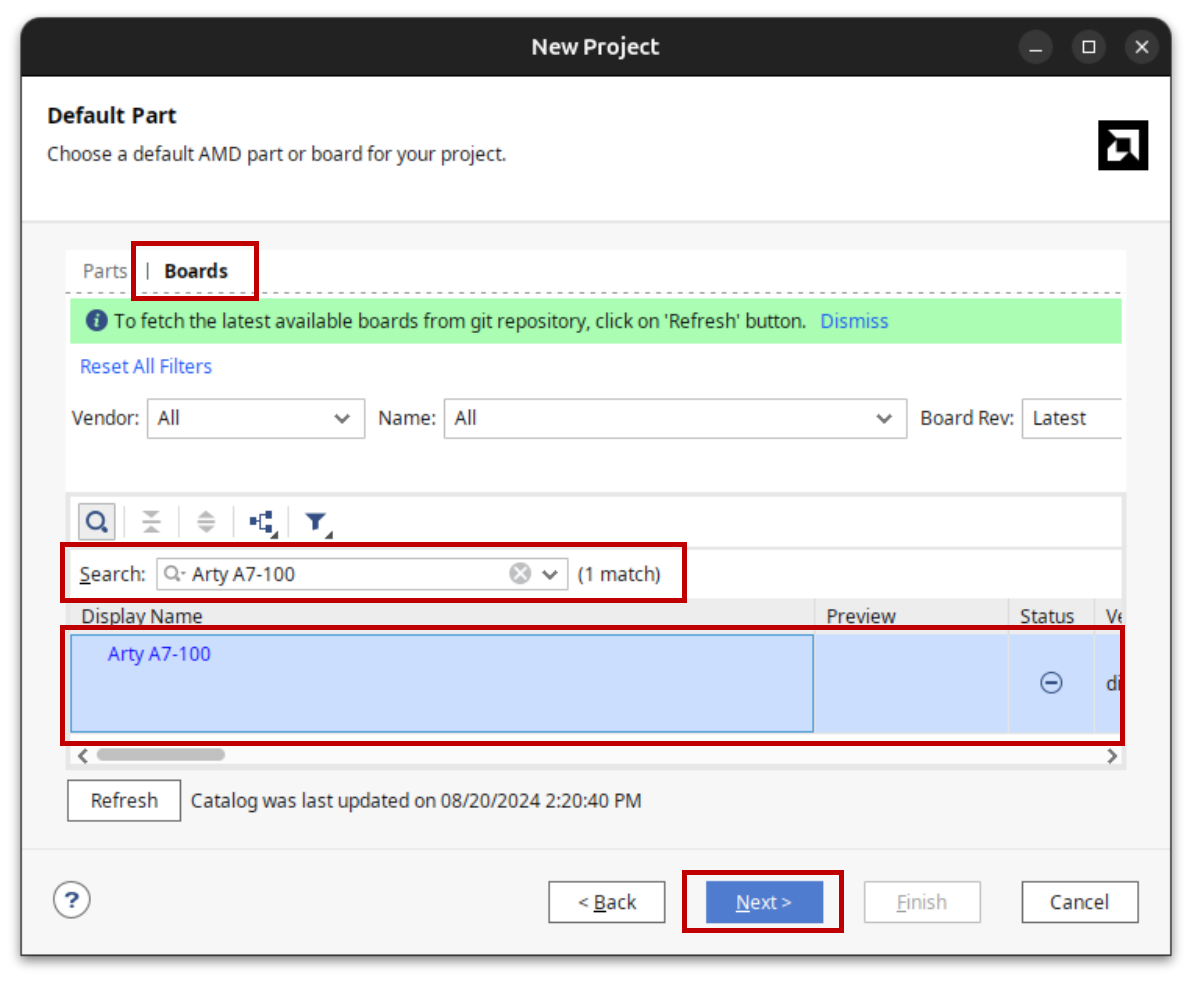 New Project
Default Part
Choose a default AMD part or board for your project.
Parts | Boards
To fetch the latest available boards from git repository, click on 'Refresh' button. Dismiss
Reset All Filters
Vendor: All Name: All Board Rev: Latest
Search: Arty A7-100 (1 match)
Display Name Preview Status Ve
Arty A7-100
di
Refresh Catalog was last updated on 08/20/2024 2:20:40 PM
? < Back Next > Finish Cancel